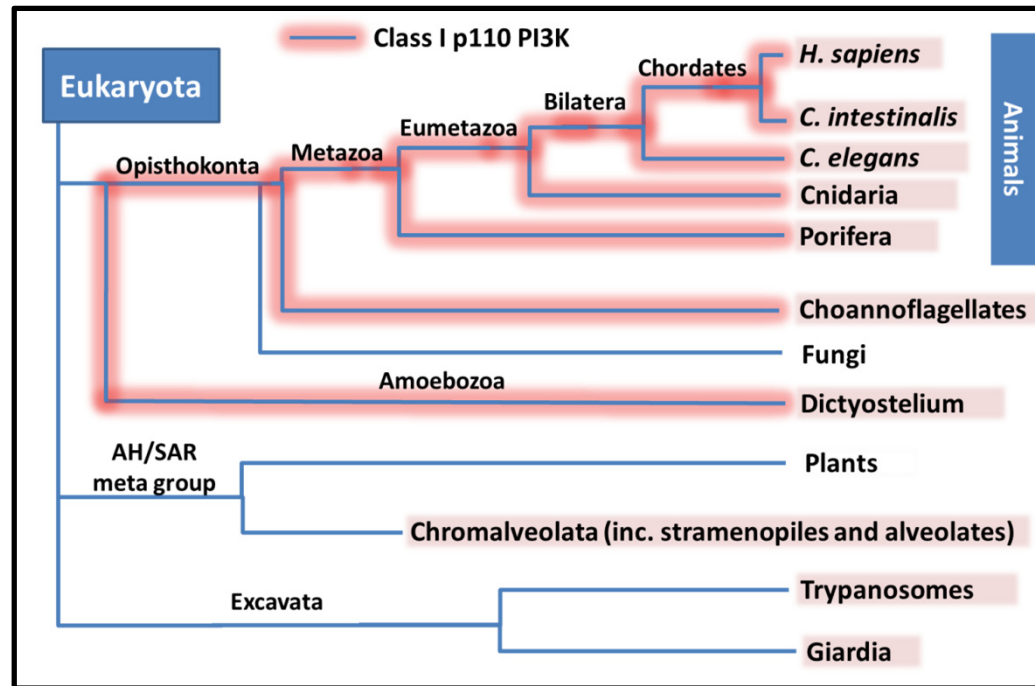 Class I p110 PI3K
Eukaryota
Chordates
H. sapiens
Bilatera
C. intestinalis
Eumetazoa
C. elegans
Opisthokonta
Metazoa
Cnidaria
Porifera
Animals
Choannoflagellates
Fungi
Amoebozoa
Dictyostelium
AH/SAR
meta group
Plants
Chromalveolata (inc. stramenopiles and alveolates)
Excavata
Trypanosomes
Giardia